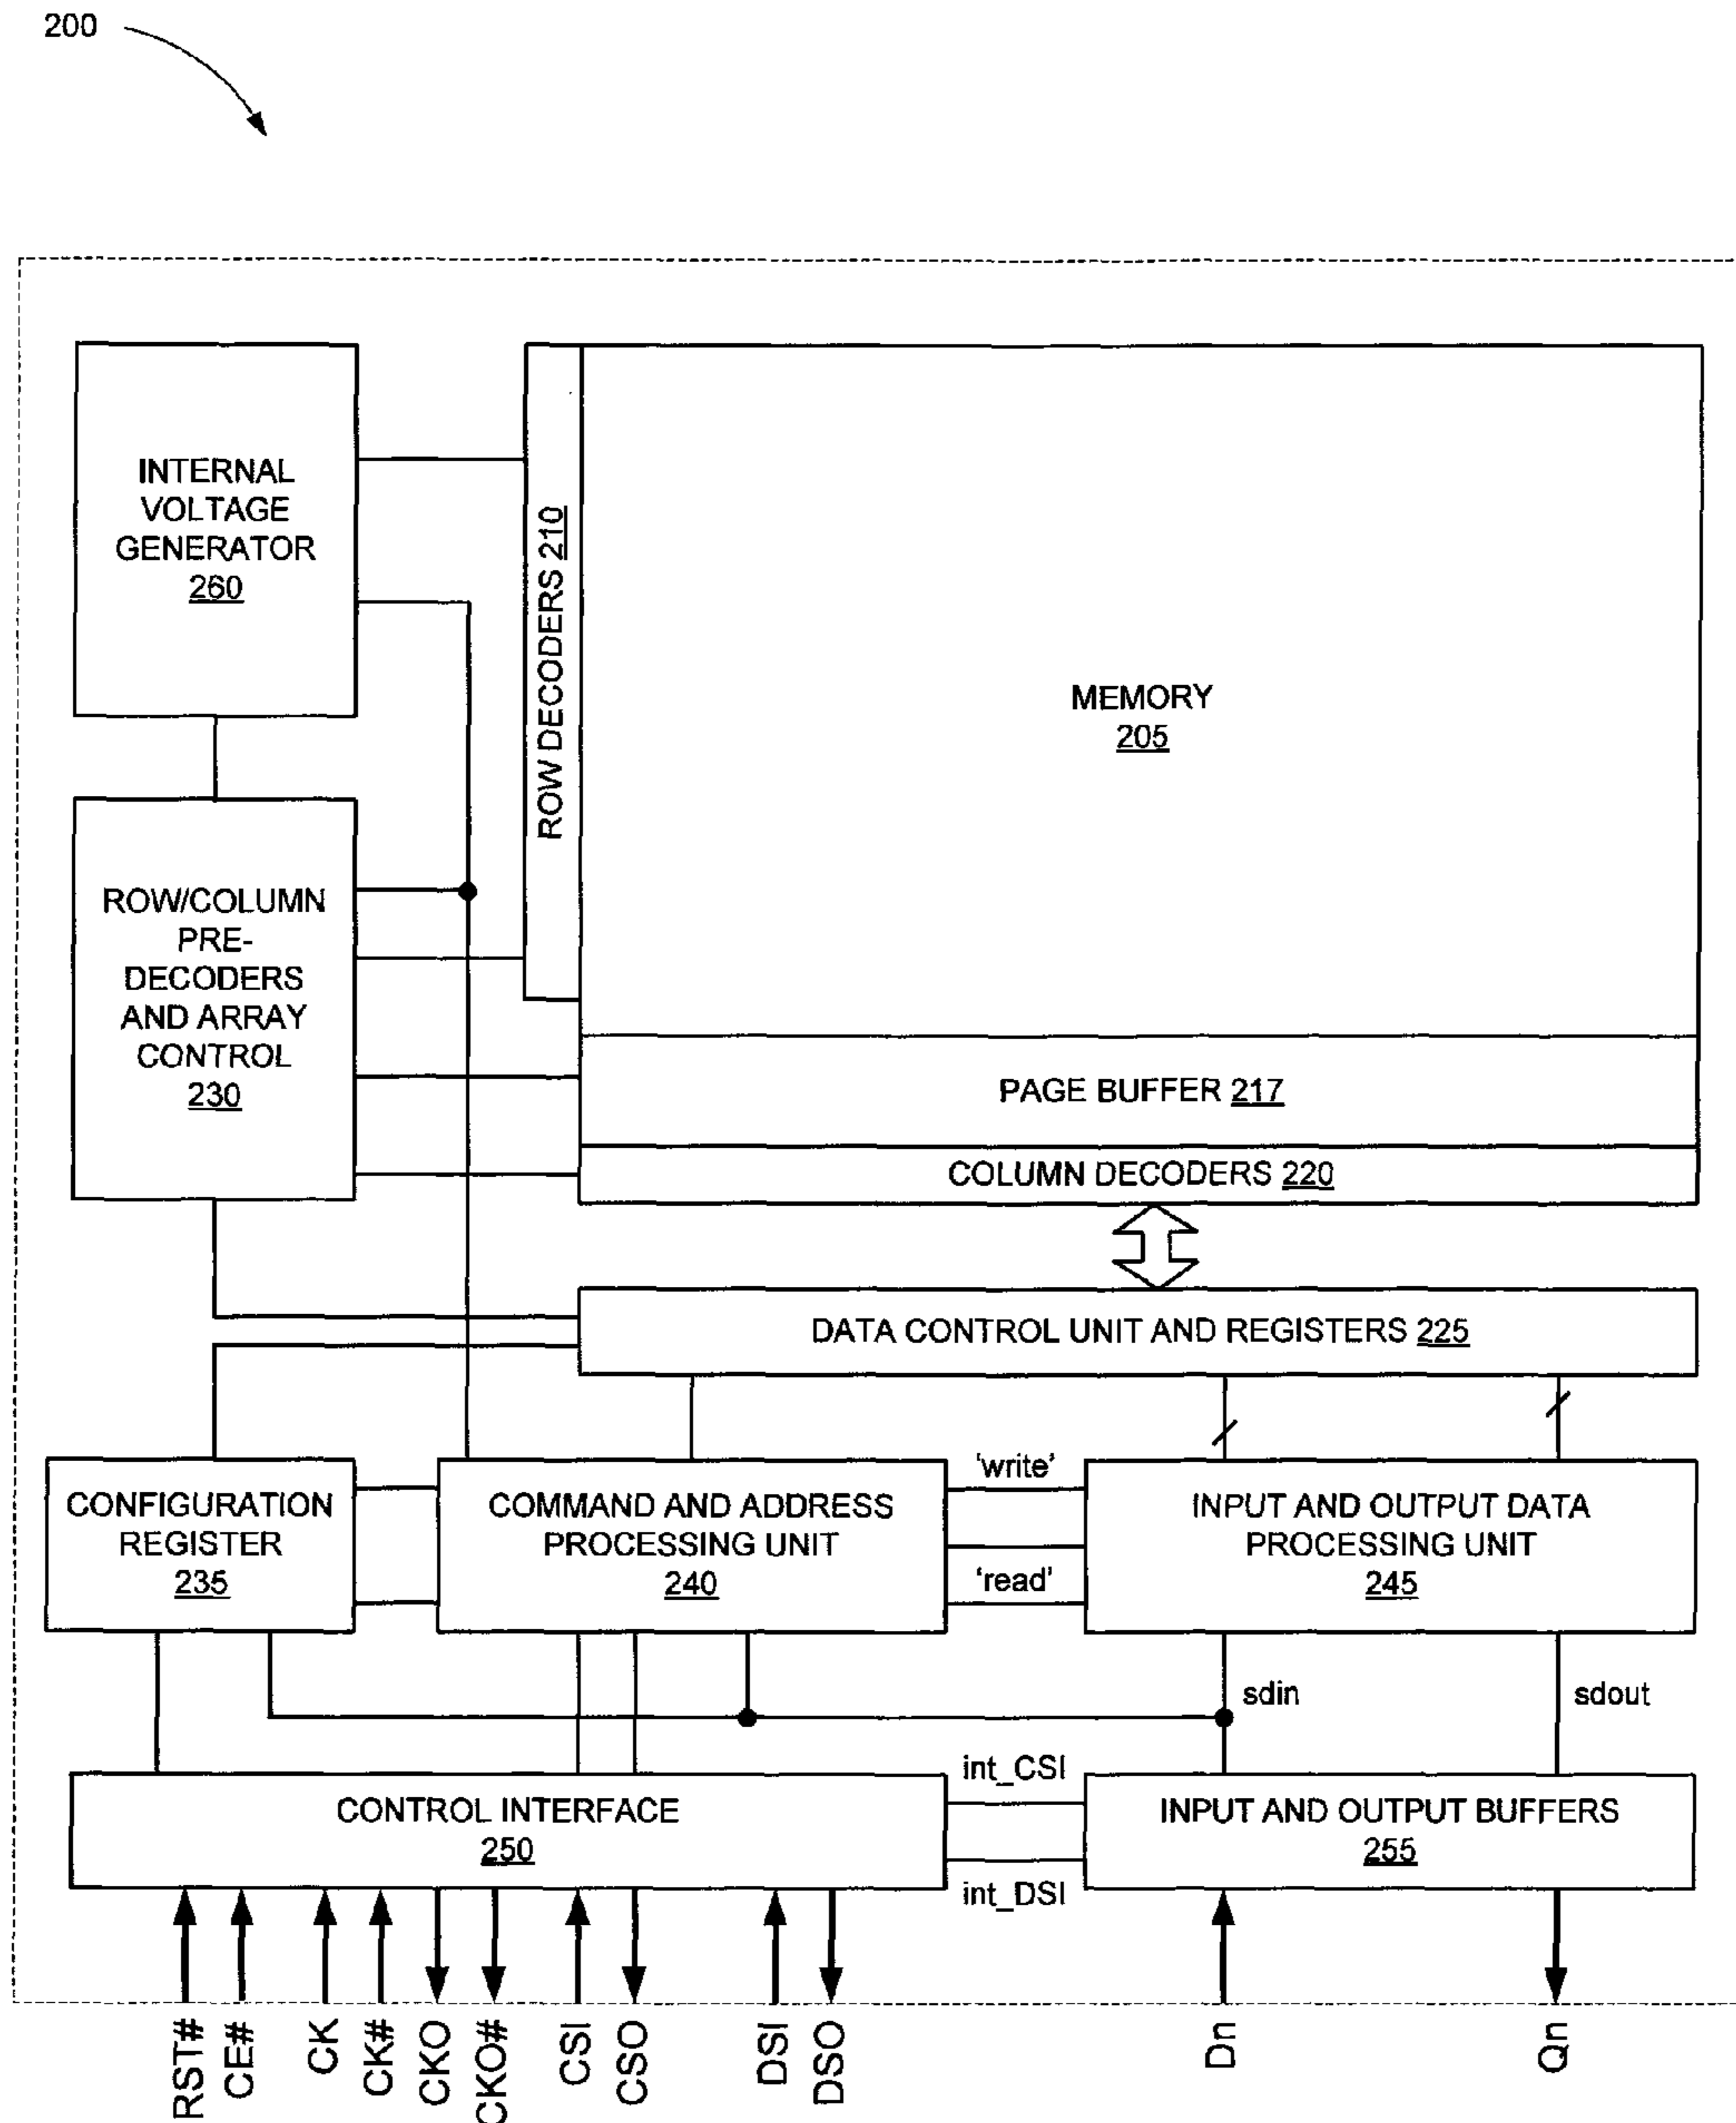 200
INTERNAL
VOLTAGE
GENERATOR
260
ROW DECODERS 210
MEMORY
205
ROW/COLUMN
PRE-
DECODERS
AND ARRAY
CONTROL
230
PAGE BUFFER 217
COLUMN DECODERS 220
DATA CONTROL UNIT AND REGISTERS 225
CONFIGURATION
REGISTER
235
COMMAND AND ADDRESS
PROCESSING UNIT
240
'write'
'read'
INPUT AND OUTPUT DATA
PROCESSING UNIT
245
sdin
sdout
CONTROL INTERFACE
250
int_CSI
int_DSI
INPUT AND OUTPUT BUFFERS
255
RST#
CE#
CK
CK#
CKO
CKO#
CSI
CSO
DSI
DSO
Dn
Qn